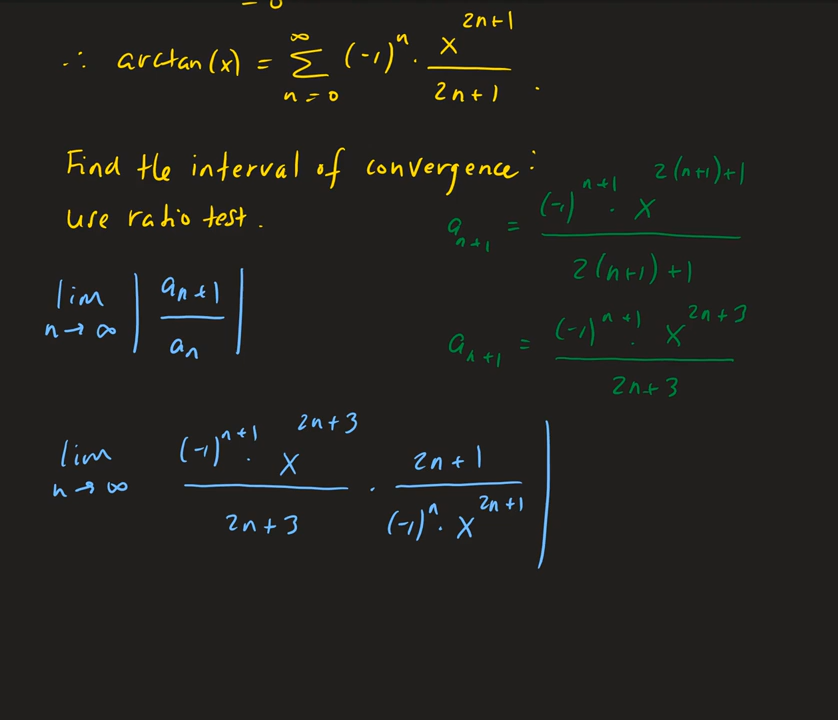 = 0
∴ arctan(x) = ∑_{n=0}^{∞} (-1)^n · x^{2n+1} / 2n+1 .
Find the interval of convergence:
use ratio test.
a_{n+1} = (-1)^{n+1} · x^{2(n+1)+1} / 2(n+1)+1
lim_{n→∞} | a_{n+1} / a_n |
a_{n+1} = (-1)^{n+1} · x^{2n+3} / 2n+3
lim_{n→∞} (-1)^{n+1} · x^{2n+3} / 2n+3 · 2n+1 / (-1)^n · x^{2n+1} |